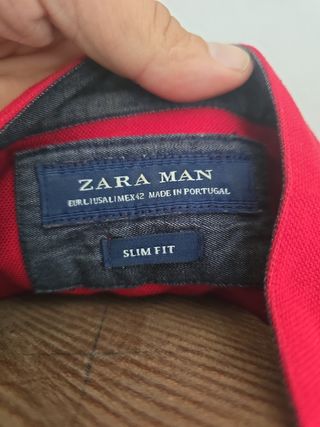 ZARA MAN
EUR L | USA L | MEX 42 MADE IN PORTUGAL
SLIM FIT